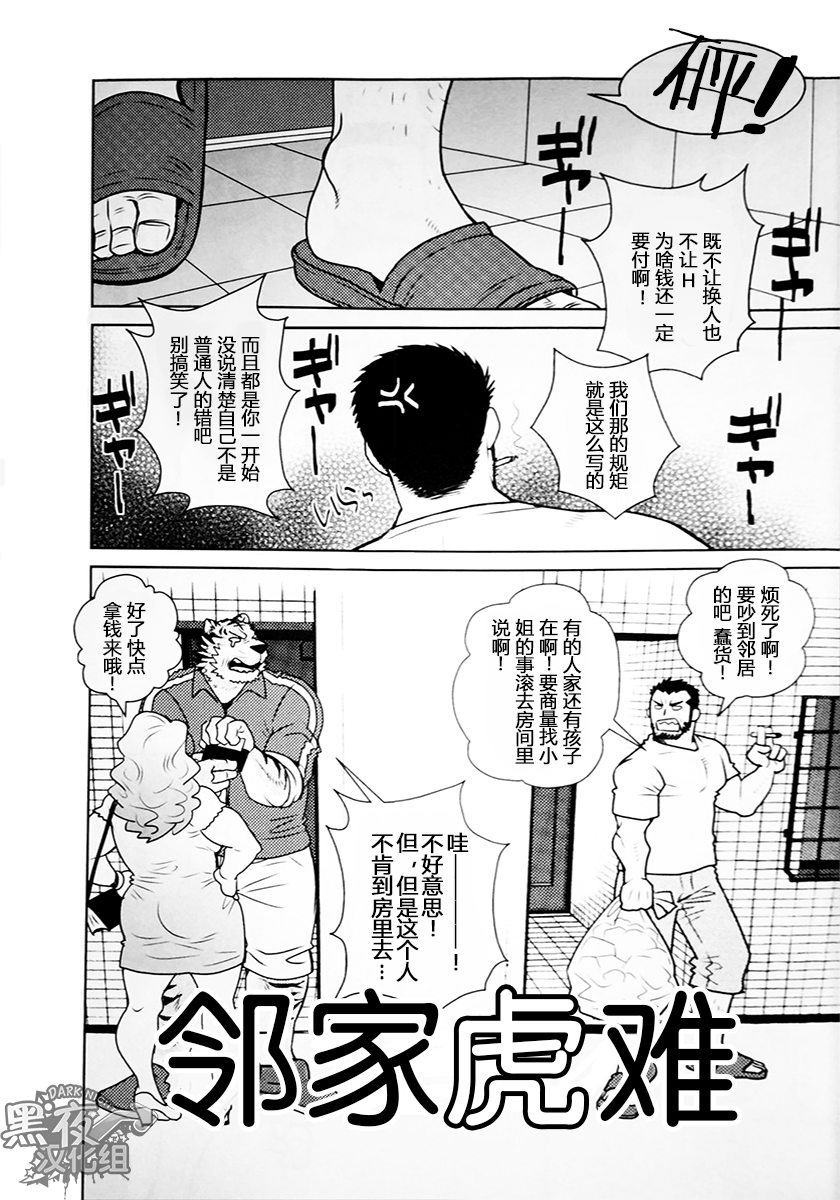 砰！
既不让换人也
不让H
为啥钱还一定
要付啊！
ギャー
ギャー
我们那的规矩
就是这么写的
而且都是你一开始
没说清楚自己不是
普通人的错吧
别搞笑了！
ギャー
ギャー
烦死了啊！
要吵到邻居
的吧 蠢货！
有的人家还有孩子
在啊！要商量找小
姐的事滚去房间里
说啊！
好了快点
拿钱来哦！
哇————！
不好意思！
但，但是这个人
不肯到房里去…
邻家虎难
DARK N
黑夜
汉化组